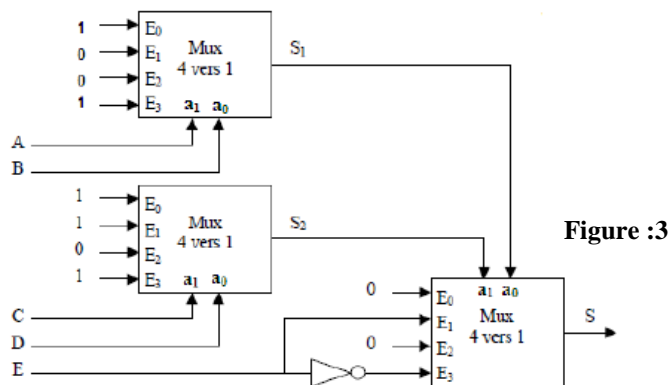 1 E0
0 E1 Mux S1
0 E2 4 vers 1
1 E3 a1 a0
A
B
1 E0
1 E1 Mux S2
0 E2 4 vers 1
1 E3 a1 a0
Figure :3
C
D
E
0 E0 a1 a0
E1 Mux S
0 E2 4 vers 1
E3